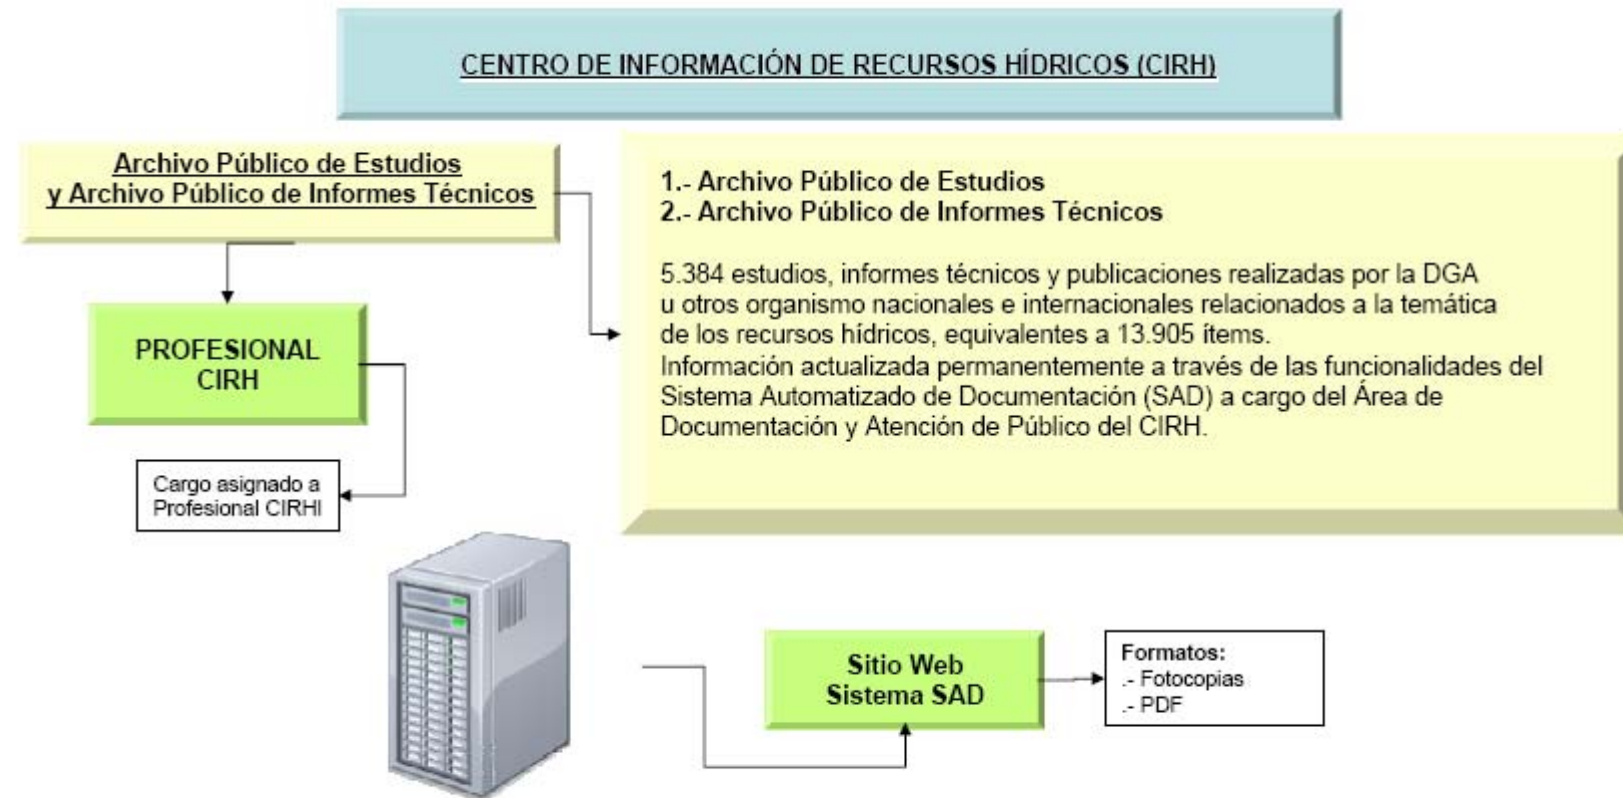 CENTRO DE INFORMACIÓN DE RECURSOS HÍDRICOS (CIRH)
Archivo Público de Estudios
y Archivo Público de Informes Técnicos
1.- Archivo Público de Estudios
2.- Archivo Público de Informes Técnicos
5.384 estudios, informes técnicos y publicaciones realizadas por la DGA
u otros organismo nacionales e internacionales relacionados a la temática
de los recursos hídricos, equivalentes a 13.905 ítems.
Información actualizada permanentemente a través de las funcionalidades del
Sistema Automatizado de Documentación (SAD) a cargo del Área de
Documentación y Atención de Público del CIRH.
PROFESIONAL
CIRH
Cargo asignado a
Profesional CIRHI
Sitio Web
Sistema SAD
Formatos:
.- Fotocopias
.- PDF